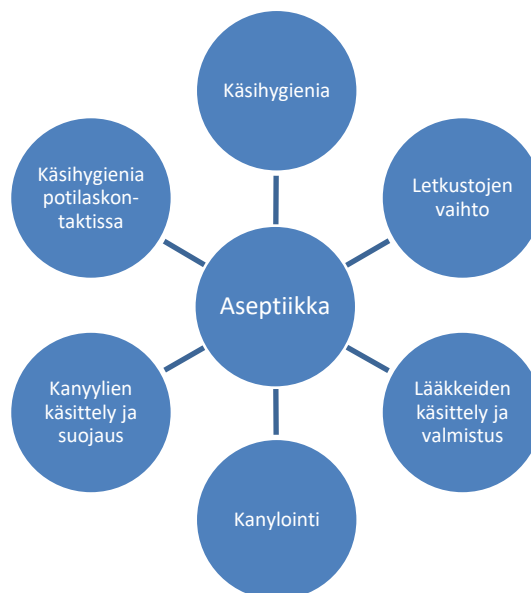 Käsihygienia
Letkustojen
vaihto
Lääkkeiden
käsittely ja
valmistus
Kanylointi
Kanyylien
käsittely ja
suojaus
Käsihygienia
potilaskon-
taktissa
Aseptiikka